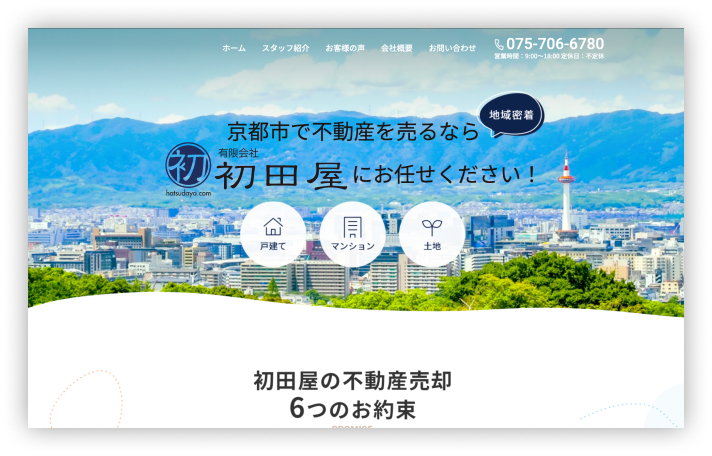 ホーム スタッフ紹介 お客様の声 会社概要 お問い合わせ
075-706-6780
営業時間：9:00～18:00 定休日：不定休
地域密着
京都市で不動産を売るなら
有限会社
初
hatsudaya.com
初田屋にお任せください！
戸建て マンション 土地
初田屋の不動産売却
6つのお約束